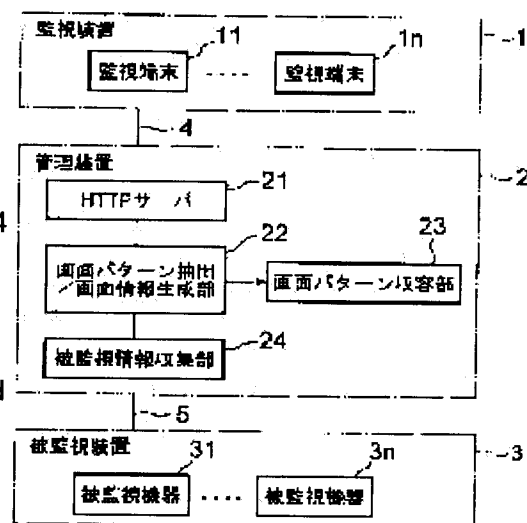 監視装置
11
1n
1
監視端末
‥‥
監視端末
4
管理装置
2
21
HTTPサーバ
22
23
画面パターン抽出
／画面情報生成部
画面パターン収容部
24
被監視情報収集部
5
被監視装置
31
3n
3
被監視機器
‥‥
被監視機器